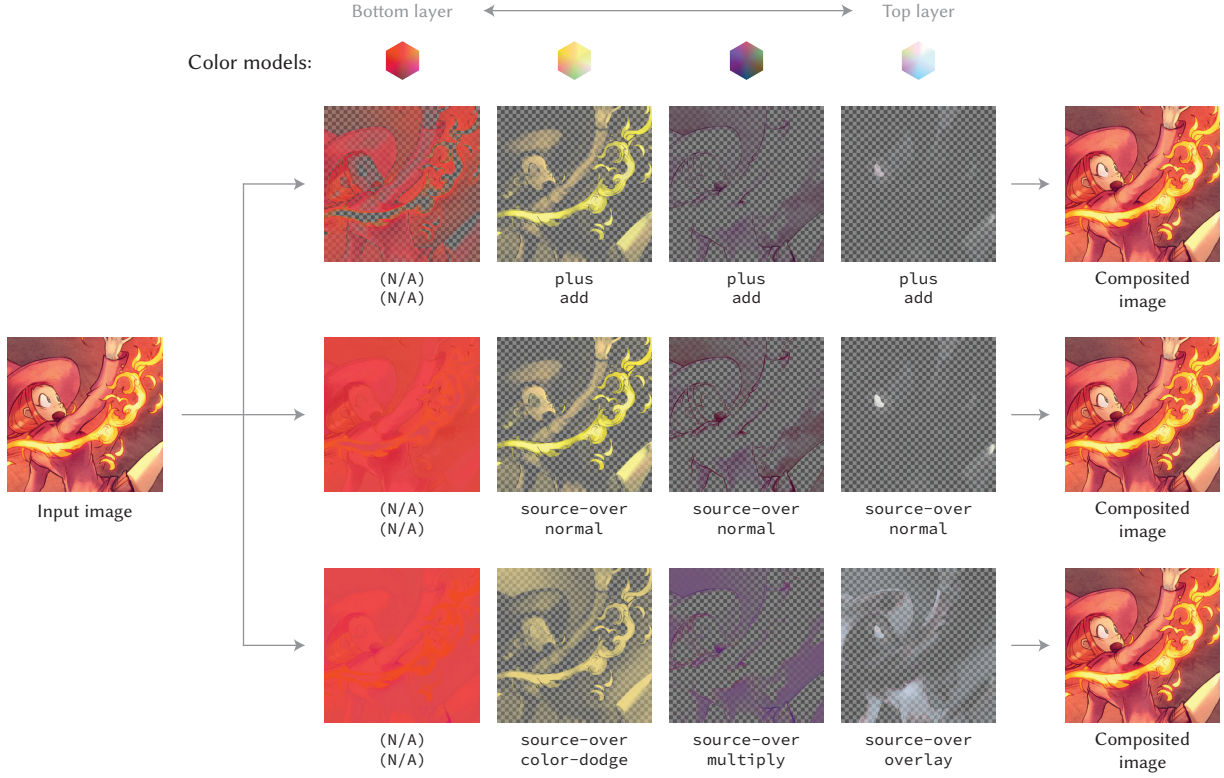 Bottom layer
Top layer
Color models:
(N/A)
(N/A)
plus
add
plus
add
plus
add
Composited
image
Input image
(N/A)
(N/A)
source-over
normal
source-over
normal
source-over
normal
Composited
image
(N/A)
(N/A)
source-over
color-dodge
source-over
multiply
source-over
overlay
Composited
image